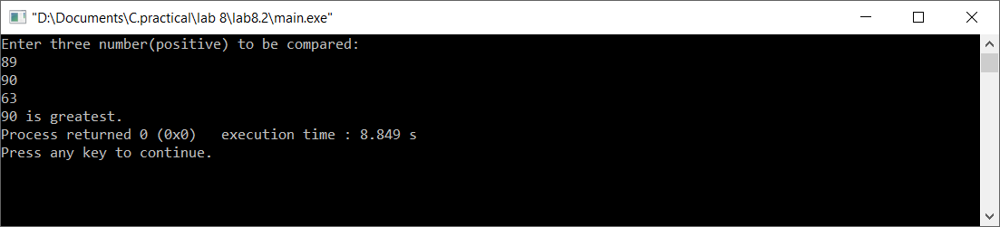 "D:\Documents\C.practical\lab 8\lab8.2\main.exe"
Enter three number(positive) to be compared:
89
90
63
90 is greatest.
Process returned 0 (0x0)   execution time : 8.849 s
Press any key to continue.